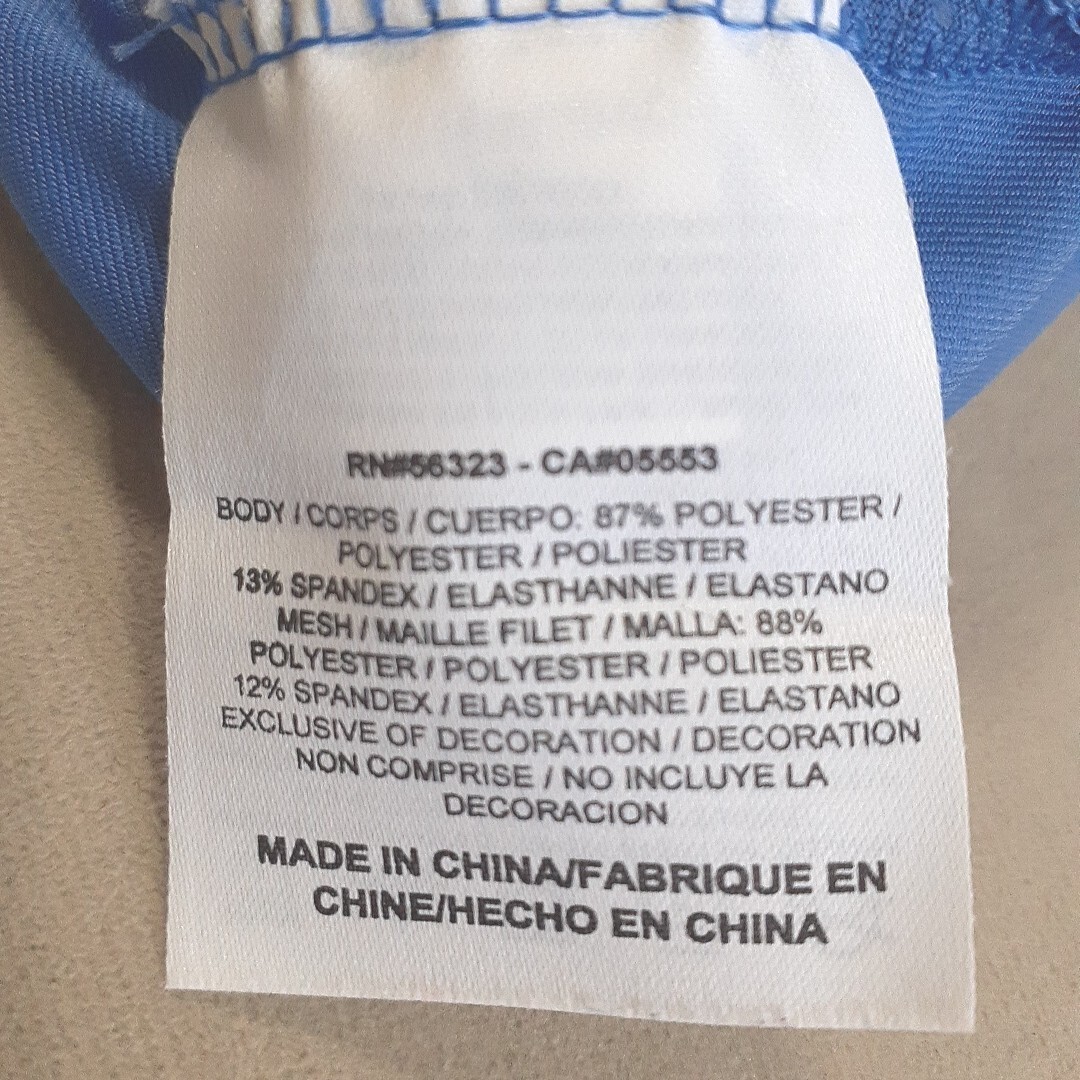 RN#56323 - CA#05553
BODY / CORPS / CUERPO: 87% POLYESTER /
POLYESTER / POLIESTER
13% SPANDEX / ELASTHANNE / ELASTANO
MESH / MAILLE FILET / MALLA: 88%
POLYESTER / POLYESTER / POLIESTER
12% SPANDEX / ELASTHANNE / ELASTANO
EXCLUSIVE OF DECORATION / DECORATION
NON COMPRISE / NO INCLUYE LA
DECORACION
MADE IN CHINA/FABRIQUE EN
CHINE/HECHO EN CHINA